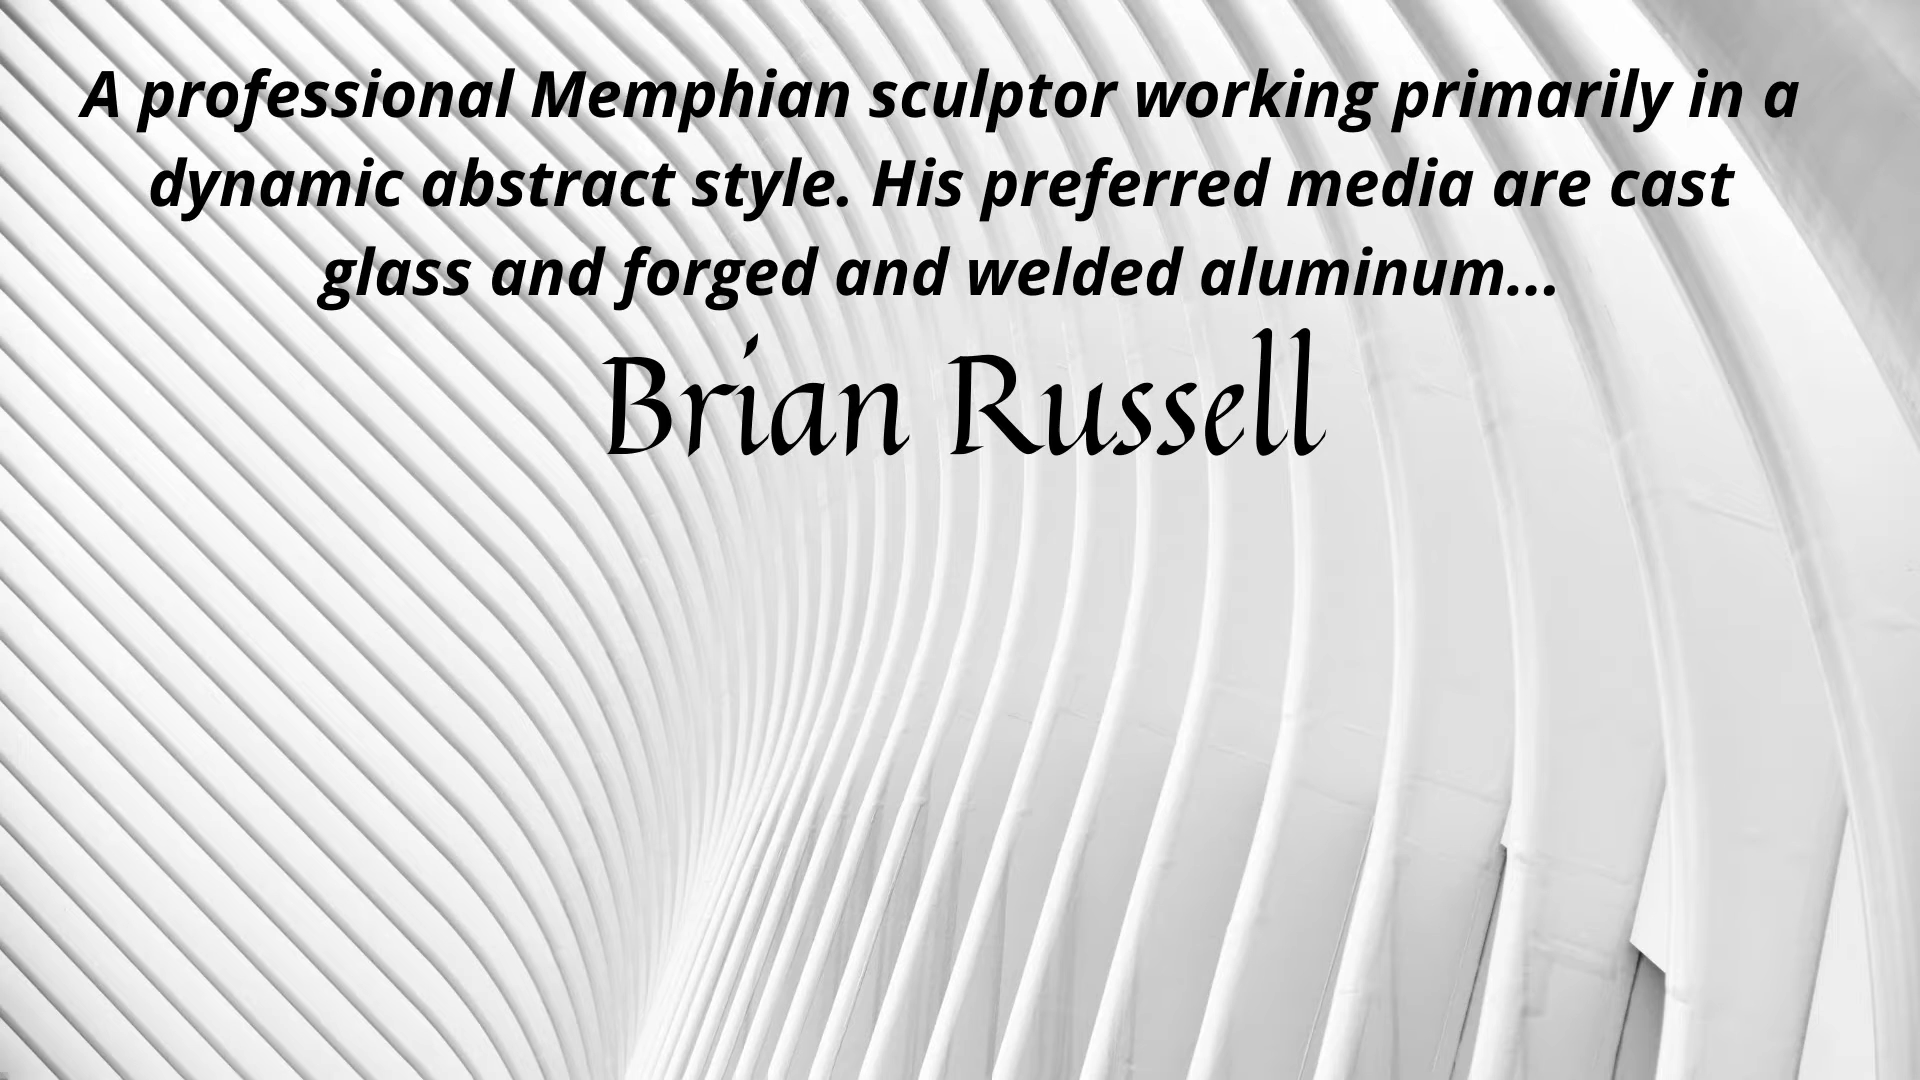 A professional Memphian sculptor working primarily in a
dynamic abstract style. His preferred media are cast
glass and forged and welded aluminum...
Brian Russell